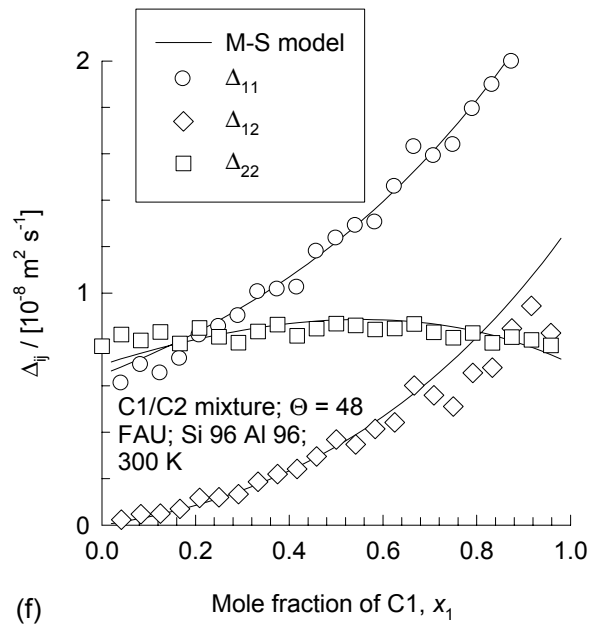 M-S model
Δ11
Δ12
Δ22
2
1
0
Δij / [10-8 m2 s-1]
C1/C2 mixture; Θ = 48
FAU; Si 96 Al 96;
300 K
0.0 0.2 0.4 0.6 0.8 1.0
(f) Mole fraction of C1, x1